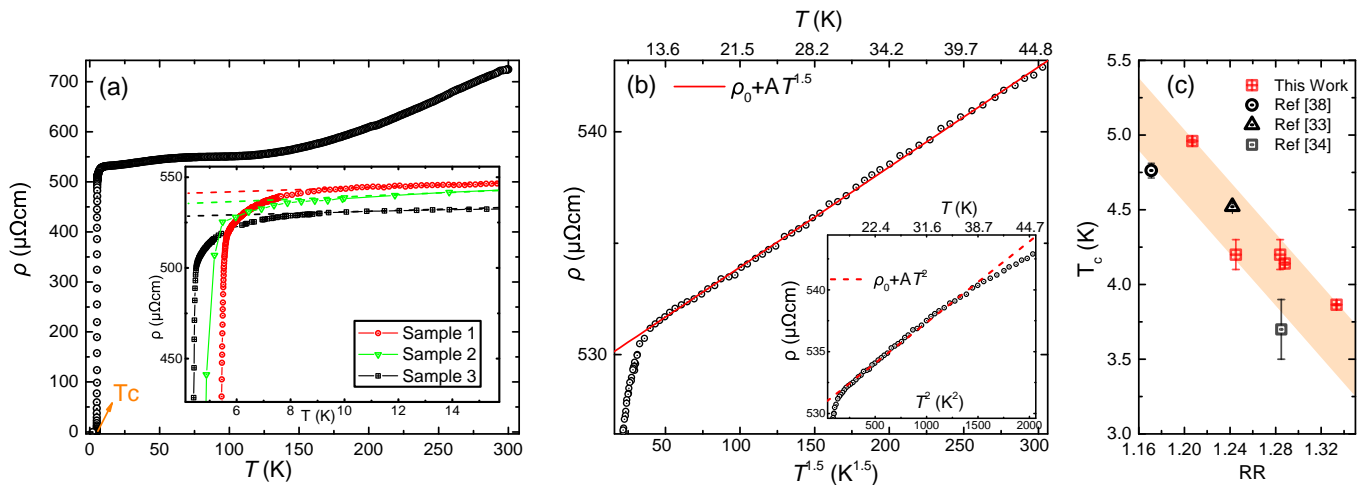 (a)
ρ (μΩcm)
700
600
500
400
300
200
100
0
Tc
0 50 100 150 200 250 300
T (K)
ρ (μΩcm)
550
500
450
Sample 1
Sample 2
Sample 3
6 8 10 12 14
T (K)
T (K)
13.6 21.5 28.2 34.2 39.7 44.8
(b)
ρ₀+AT¹·⁵
ρ (μΩcm)
540
530
50 100 150 200 250 300
T¹·⁵ (K¹·⁵)
T (K)
22.4 31.6 38.7 44.7
ρ₀+AT²
ρ (μΩcm)
540
535
530
T² (K²)
500 1000 1500 2000
(c)
This Work
Ref [38]
Ref [33]
Ref [34]
T_c (K)
5.5
5.0
4.5
4.0
3.5
3.0
1.16 1.20 1.24 1.28 1.32
RR